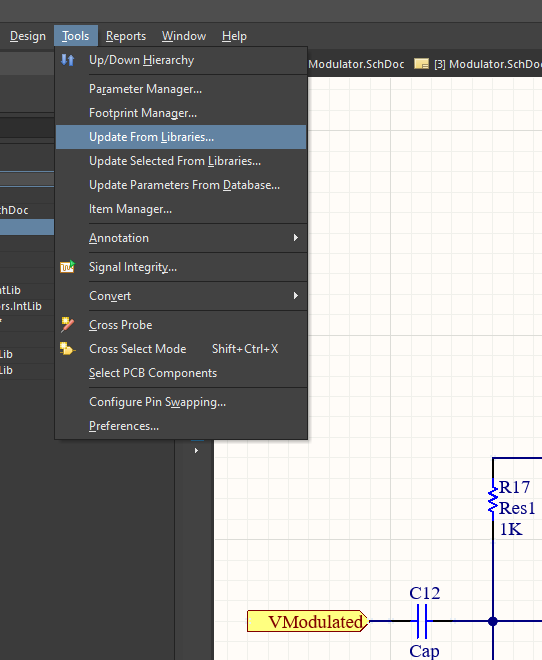 Design Tools Reports Window Help
Up/Down Hierarchy
Modulator.SchDoc [3] Modulator.SchDoc
Parameter Manager...
Footprint Manager...
Update From Libraries...
Update Selected From Libraries...
Update Parameters From Database...
Item Manager...
chDoc
Annotation
Signal Integrity...
ntLib
Convert
ors.IntLib
Cross Probe
Cross Select Mode Shift+Ctrl+X
Lib
Select PCB Components
Lib
Configure Pin Swapping...
Preferences...
R17
Res1
1K
C12
VModulated
Cap